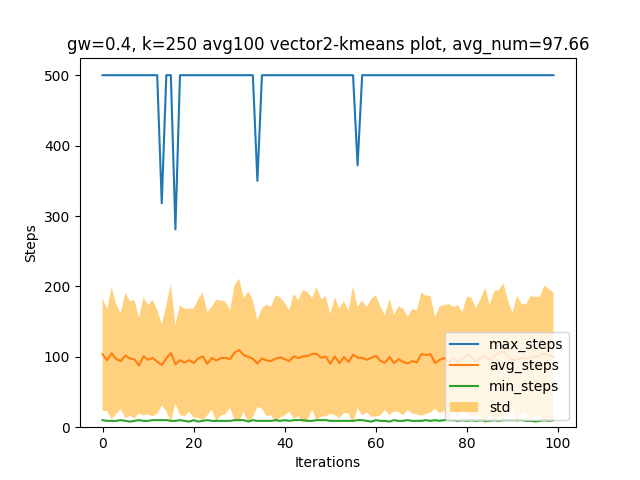 gw=0.4, k=250 avg100 vector2-kmeans plot, avg_num=97.66
500
400
300
200
100
0
Steps
max_steps
avg_steps
min_steps
std
0 20 40 60 80 100
Iterations